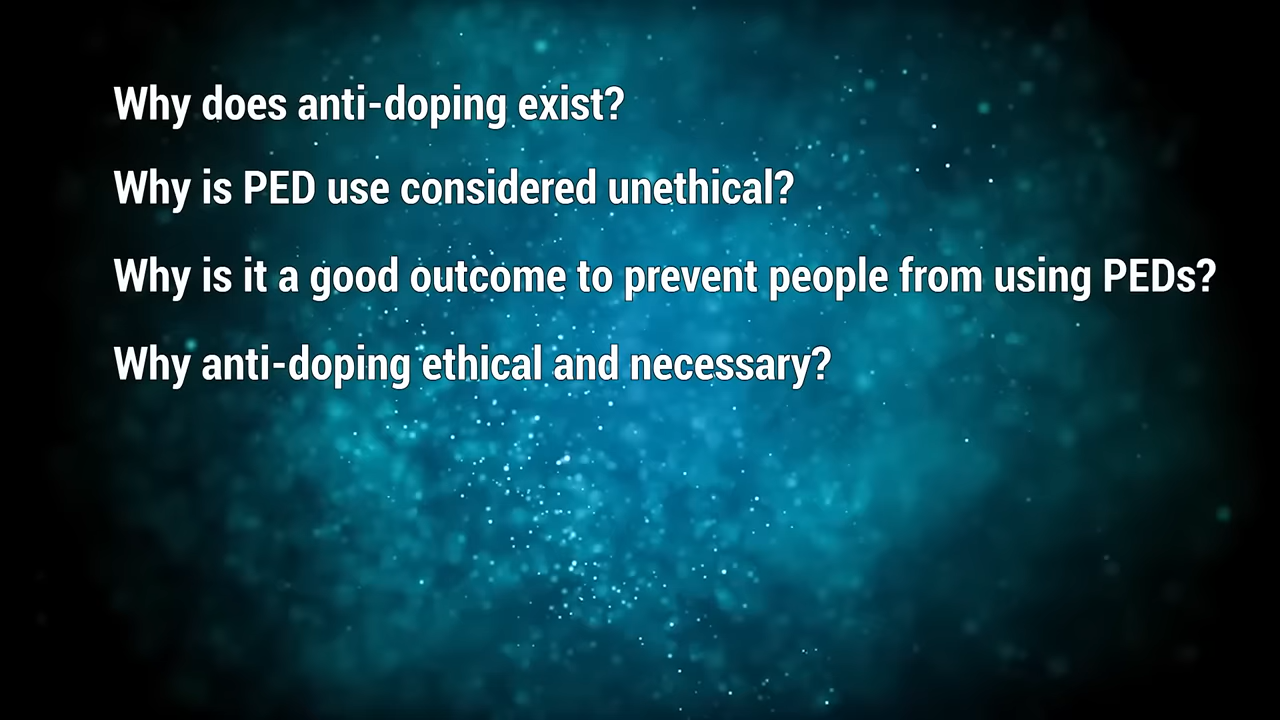 Why does anti-doping exist?
Why is PED use considered unethical?
Why is it a good outcome to prevent people from using PEDs?
Why anti-doping ethical and necessary?